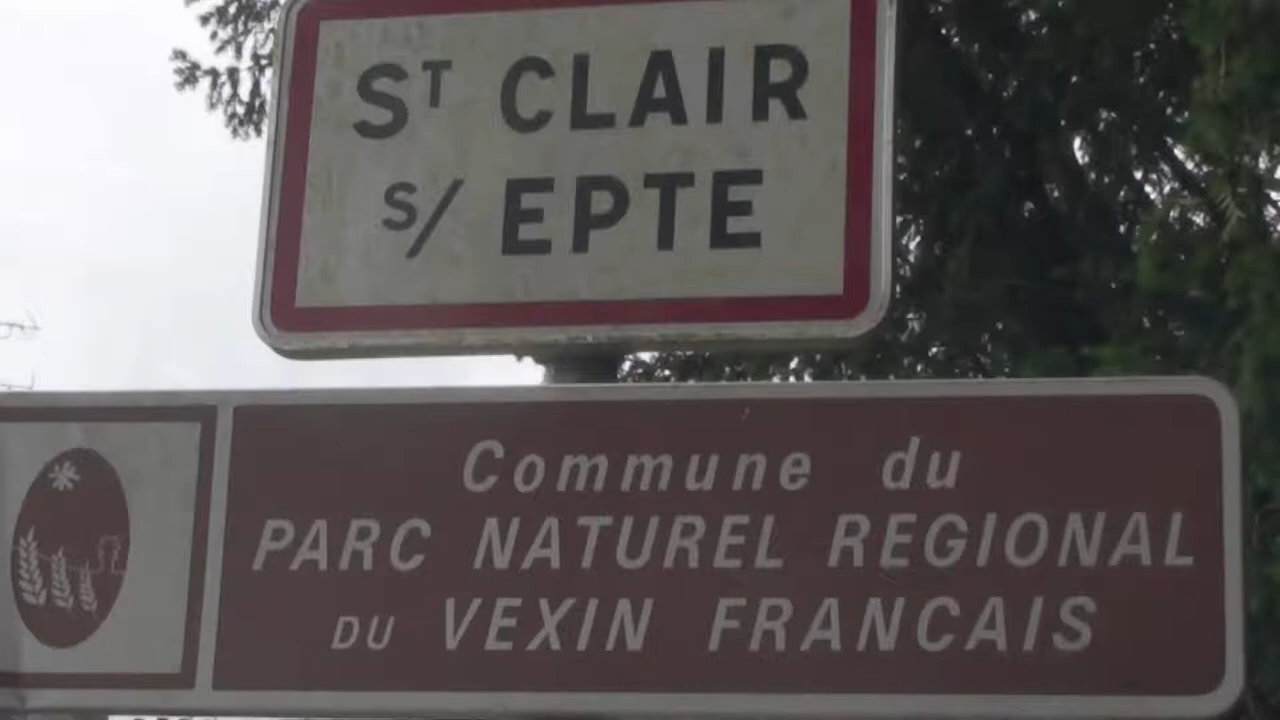 ST CLAIR
S/ EPTE
Commune du
PARC NATUREL REGIONAL
DU VEXIN FRANCAIS